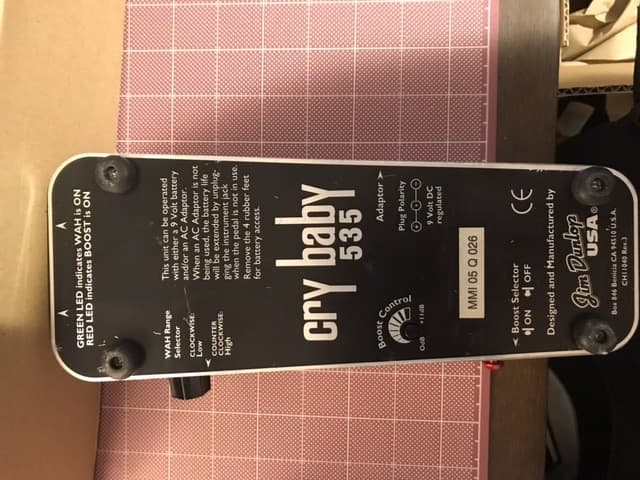 GREEN LED indicates WAH is ON
RED LED indicates BOOST is ON
This unit can be operated
with either a 9 Volt battery
and/or an AC Adaptor.
When an AC Adaptor is not
being used, the battery life
will be extended by unplug-
ging the instrument jack
when the pedal is not in use.
Remove the 4 rubber feet
for battery access.
WAH Range
Selector
CLOCKWISE:
Low
COUNTER
CLOCKWISE:
High
cry baby
535
Adaptor >
Plug Polarity
9 Volt DC
regulated
Boost Control
0dB +11dB
MMI 05 Q 026
CE
Boost Selector
ON OFF
Designed and Manufactured by
Jim Dunlop
USA®
Box 846 Benicia CA 94510 U.S.A.
CH11040 Rev.3